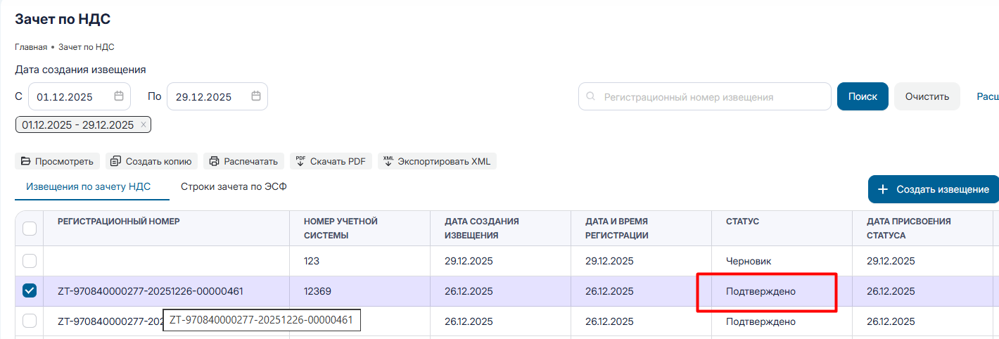 Зачет по НДС
Главная • Зачет по НДС
Дата создания извещения
С 01.12.2025 По 29.12.2025 Регистрационный номер извещения Поиск Очистить Расш
01.12.2025 - 29.12.2025 ×
Просмотреть Создать копию Распечатать PDF Скачать PDF XML Экспортировать XML
Извещения по зачету НДС Строки зачета по ЭСФ
+ Создать извещение
РЕГИСТРАЦИОННЫЙ НОМЕР НОМЕР УЧЕТНОЙ ДАТА СОЗДАНИЯ ДАТА И ВРЕМЯ СТАТУС ДАТА ПРИСВОЕНИЯ
СИСТЕМЫ ИЗВЕЩЕНИЯ РЕГИСТРАЦИИ СТАТУСА
123 29.12.2025 29.12.2025 Черновик 29.12.2025
ZT-970840000277-20251226-00000461 12369 26.12.2025 26.12.2025 Подтверждено 26.12.2025
ZT-970840000277-202 26.12.2025 26.12.2025 Подтверждено 26.12.2025
ZT-970840000277-20251226-00000461